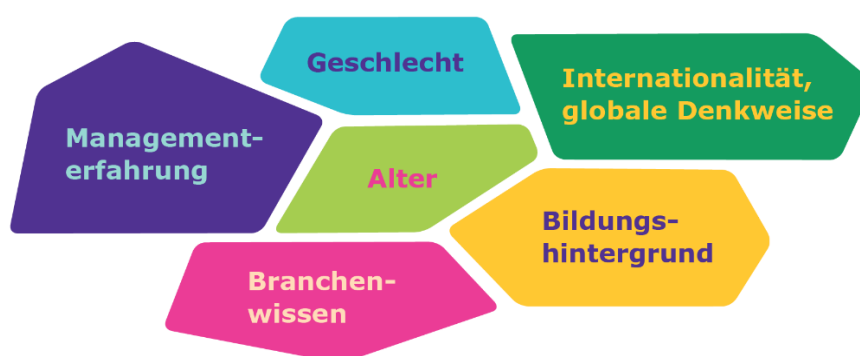 Geschlecht
Internationalität,
globale Denkweise
Management-
erfahrung
Alter
Bildungs-
hintergrund
Branchen-
wissen